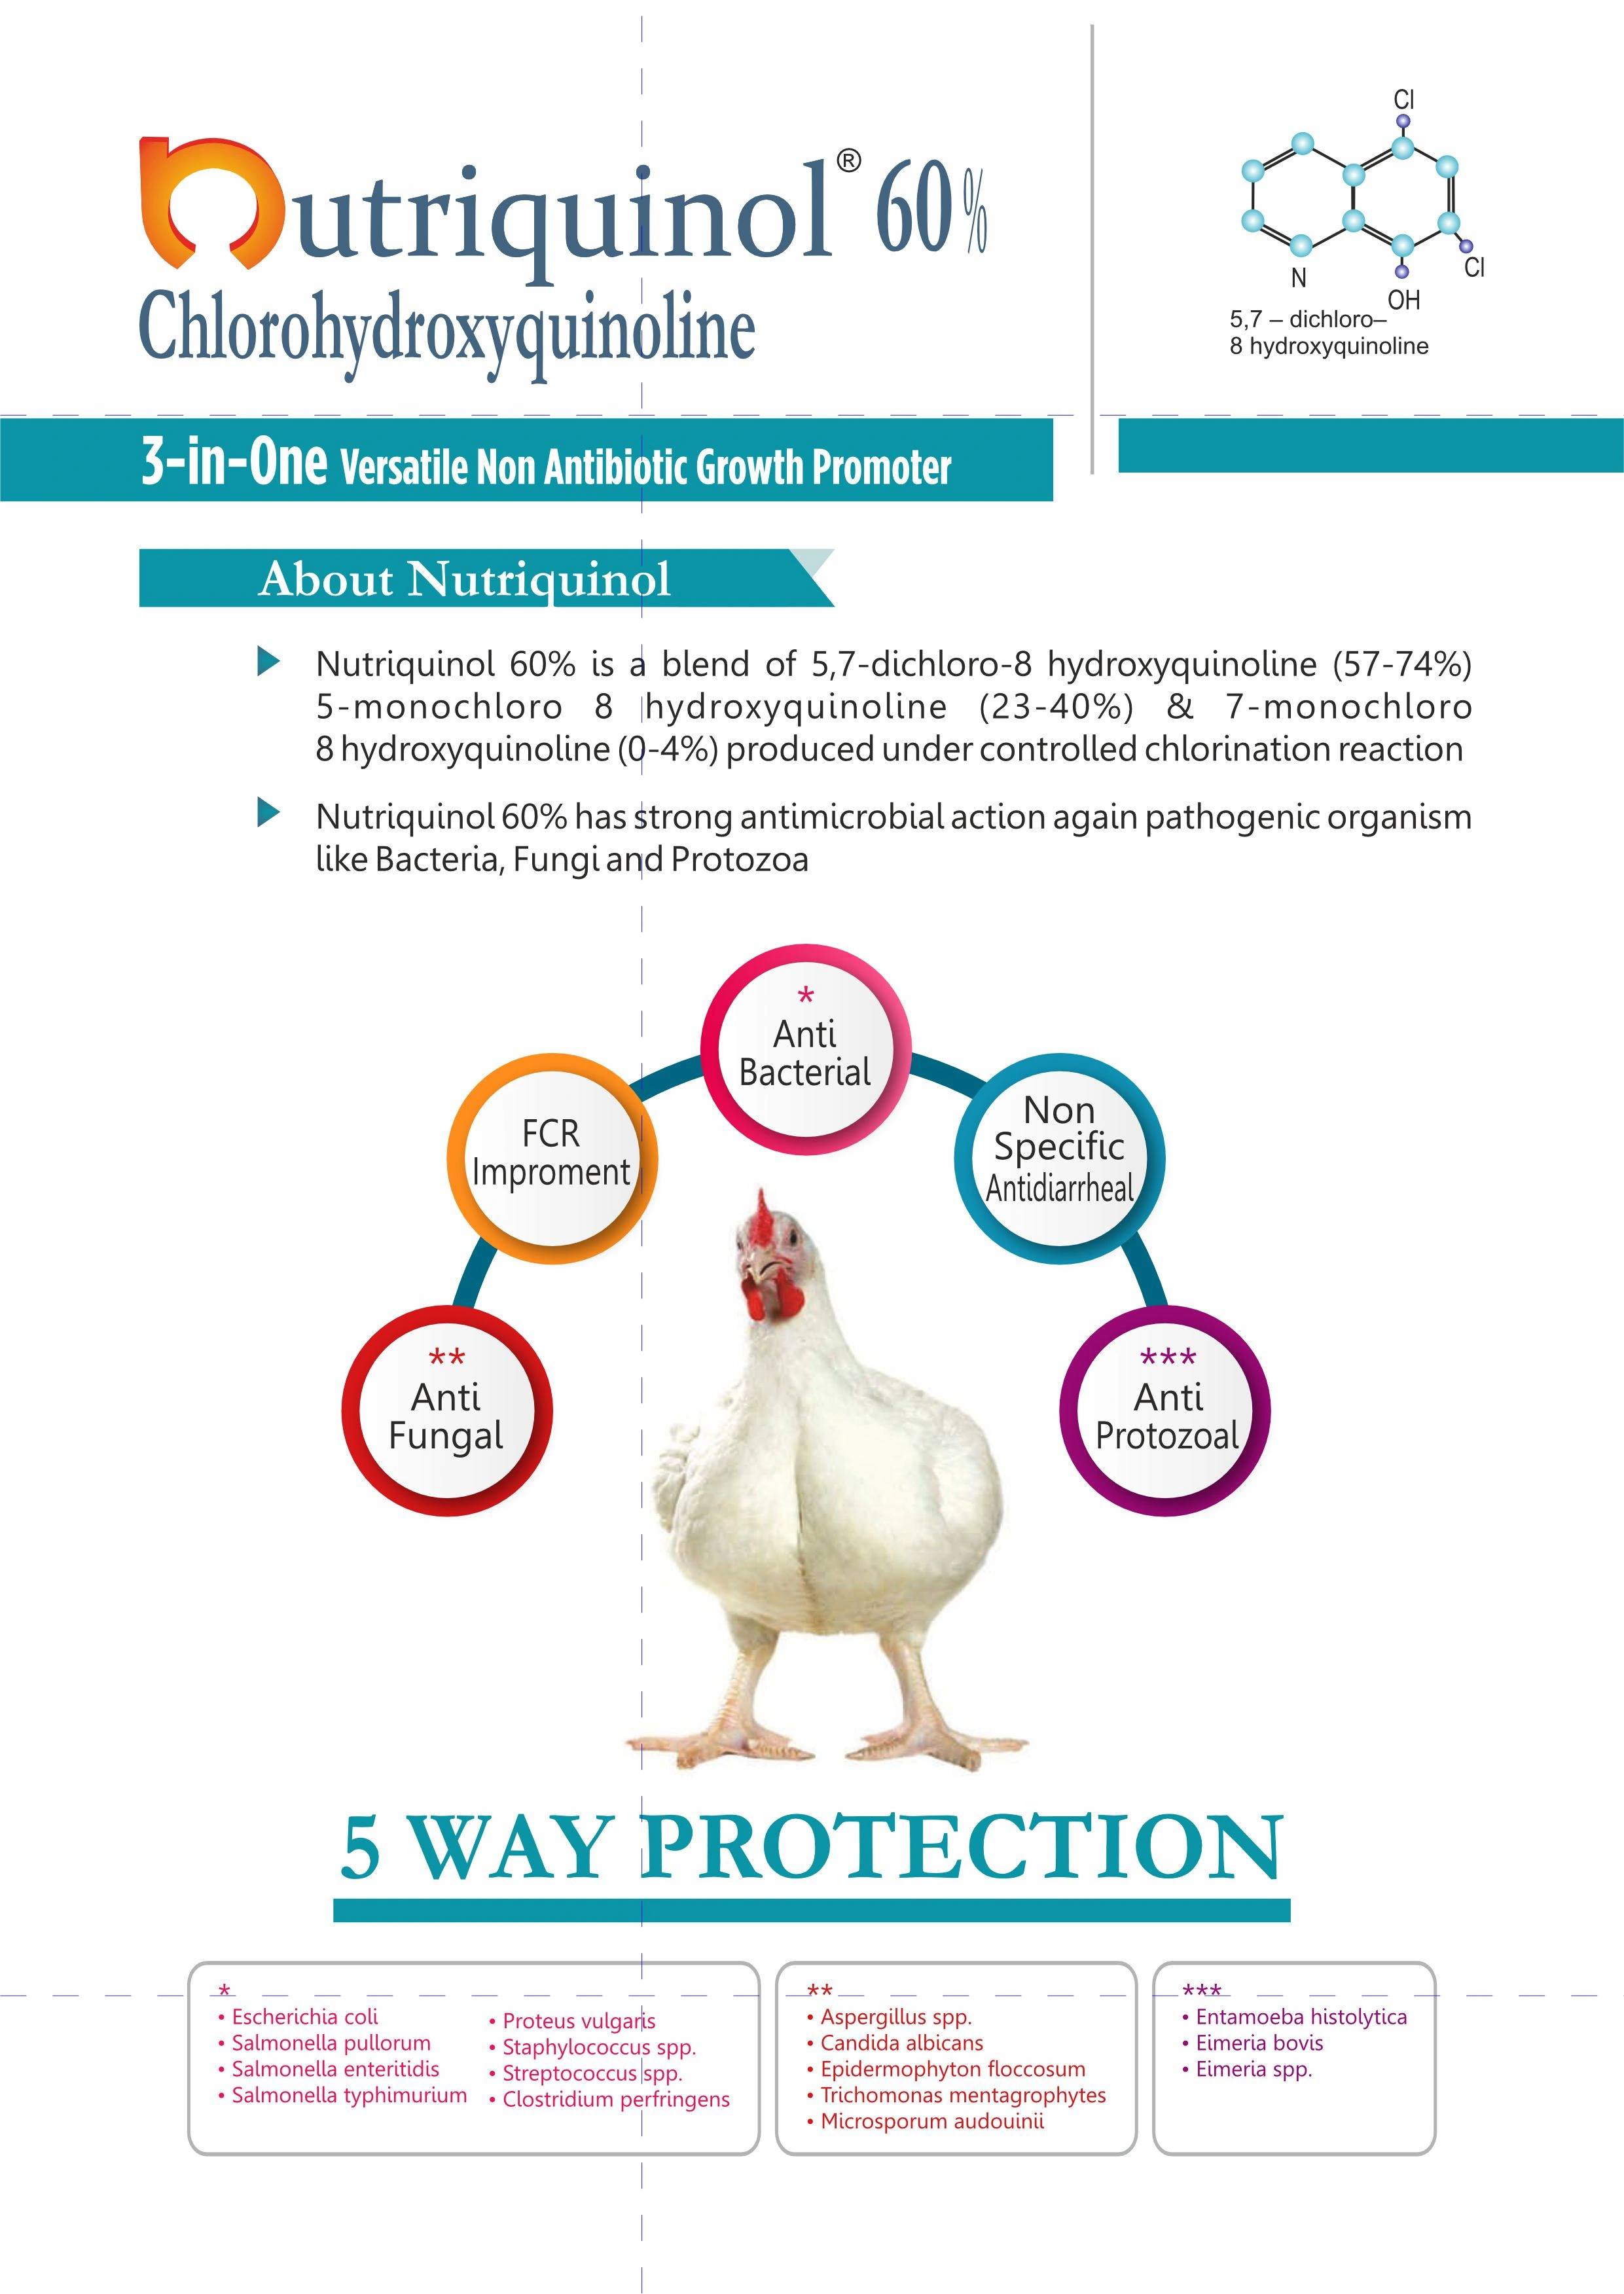 Nutriquinol® 60%
Chlorohydroxyquinoline
Cl
Cl
N
OH
5,7 – dichloro–
8 hydroxyquinoline
3-in-One Versatile Non Antibiotic Growth Promoter
About Nutriquinol
Nutriquinol 60% is a blend of 5,7-dichloro-8 hydroxyquinoline (57-74%)
5-monochloro 8 hydroxyquinoline (23-40%) & 7-monochloro
8 hydroxyquinoline (0-4%) produced under controlled chlorination reaction
Nutriquinol 60% has strong antimicrobial action again pathogenic organism
like Bacteria, Fungi and Protozoa
*
Anti
Bacterial
FCR
Improment
Non
Specific
Antidiarrheal
**
Anti
Fungal
***
Anti
Protozoal
5 WAY PROTECTION
*
• Escherichia coli
• Salmonella pullorum
• Salmonella enteritidis
• Salmonella typhimurium
• Proteus vulgaris
• Staphylococcus spp.
• Streptococcus spp.
• Clostridium perfringens
**
• Aspergillus spp.
• Candida albicans
• Epidermophyton floccosum
• Trichomonas mentagrophytes
• Microsporum audouinii
***
• Entamoeba histolytica
• Eimeria bovis
• Eimeria spp.